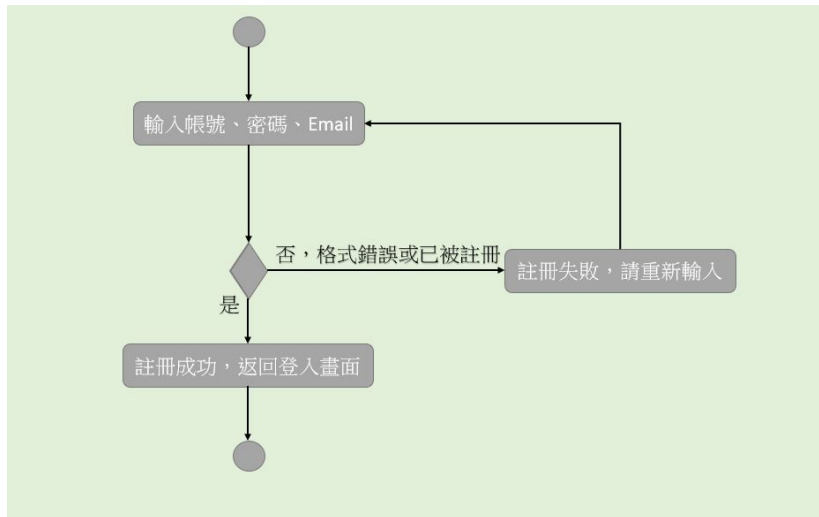 輸入帳號、密碼、Email
否，格式錯誤或已被註冊
註冊失敗，請重新輸入
是
註冊成功，返回登入畫面